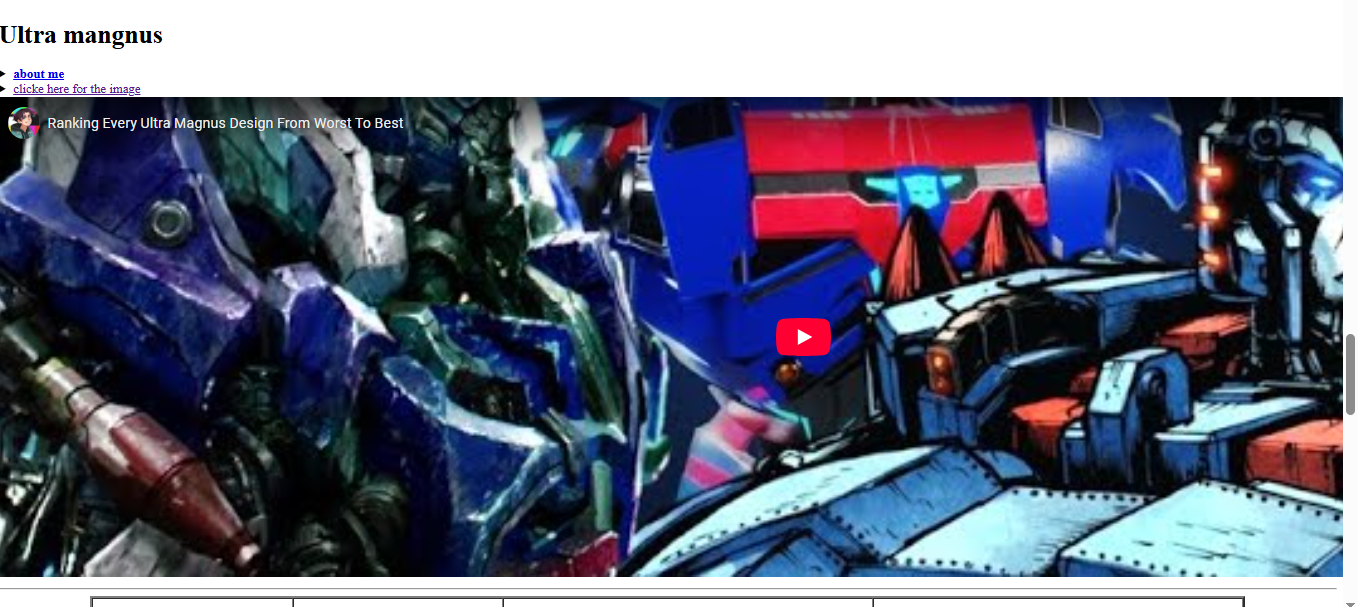 Ultra mangnus
about me
clicke here for the image
Ranking Every Ultra Magnus Design From Worst To Best